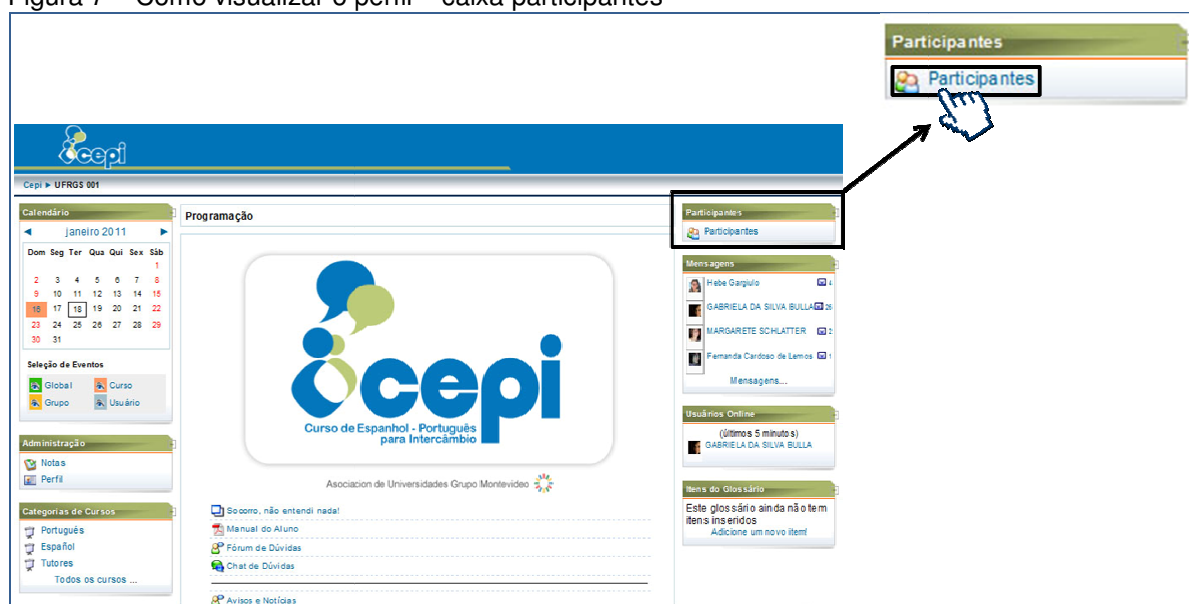 Figura 7 – Como visualizar o perfil – caixa participantes
Participantes
Participantes
cepi
Cepi ► UFRGS 001
Calendário
◄ janeiro 2011 ►
Dom Seg Ter Qua Qui Sex Sáb
1
2 3 4 5 6 7 8
9 10 11 12 13 14 15
16 17 18 19 20 21 22
23 24 25 26 27 28 29
30 31
Seleção de Eventos
Global Curso
Grupo Usuário
Administração
Notas
Perfil
Categorias de Cursos
Português
Español
Tutores
Todos os cursos ...
Programação
cepi
Curso de Espanhol - Português
para Intercâmbio
Asociacion de Universidades Grupo Montevideo
Socorro, não entendi nada!
Manual do Aluno
Fórum de Dúvidas
Chat de Dúvidas
Avisos e Notícias
Participantes
Participantes
Mensagens
Hebe Gargiulo 4
GABRIELA DA SILVA BULLA 26
MARGARETE SCHLATTER 2
Fernanda Cardoso de Lemos 1
Mensagens...
Usuários Online
(últimos 5 minutos)
GABRIELA DA SILVA BULLA
Itens do Glossário
Este glossário ainda não tem
itens inseridos
Adicione um novo item!